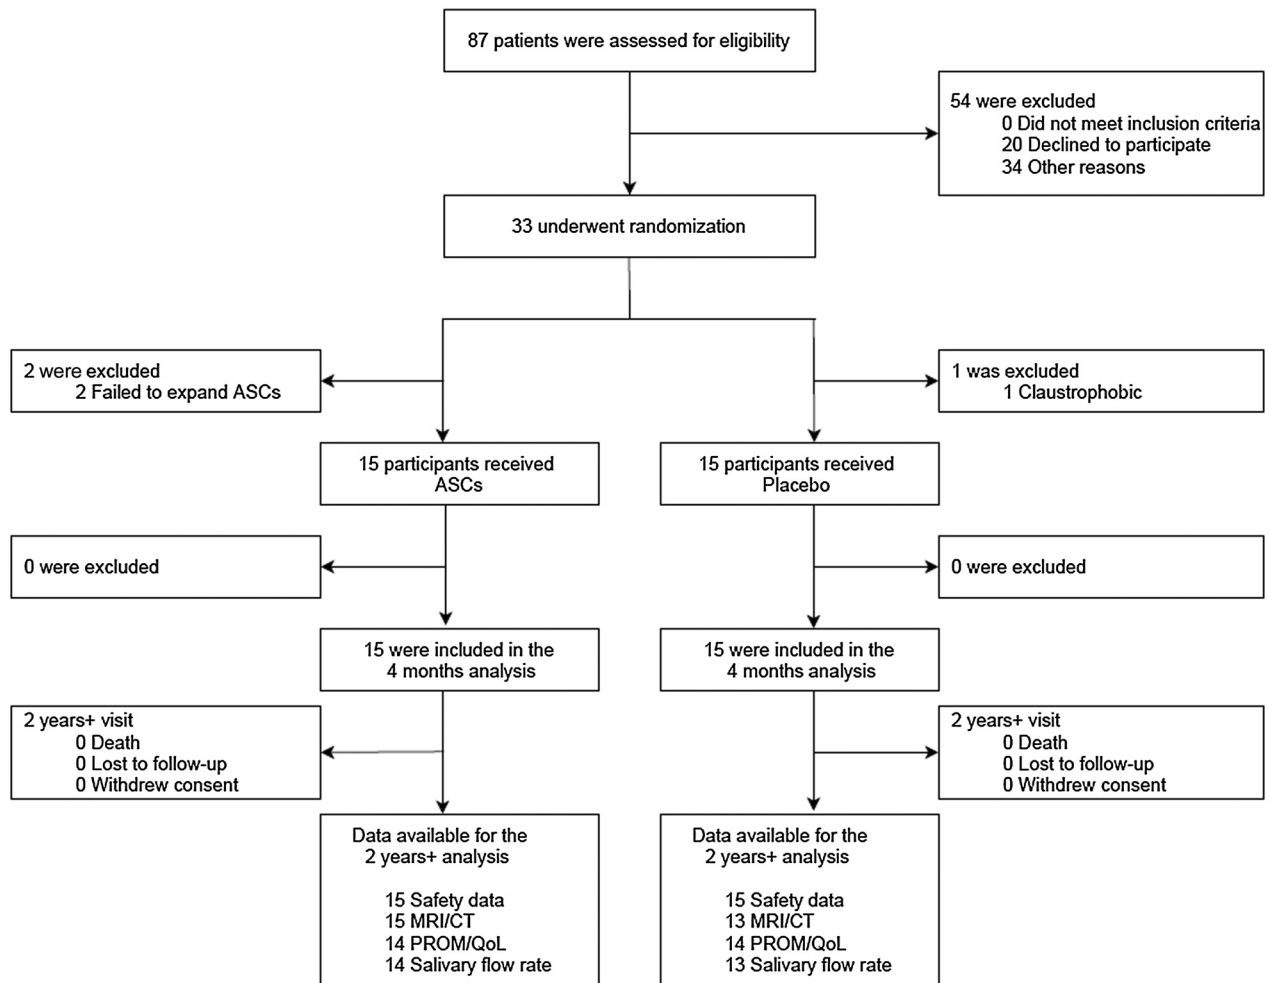 87 patients were assessed for eligibility
54 were excluded
0 Did not meet inclusion criteria
20 Declined to participate
34 Other reasons
33 underwent randomization
2 were excluded
2 Failed to expand ASCs
1 was excluded
1 Claustrophobic
15 participants received
ASCs
15 participants received
Placebo
0 were excluded
0 were excluded
15 were included in the
4 months analysis
15 were included in the
4 months analysis
2 years+ visit
0 Death
0 Lost to follow-up
0 Withdrew consent
2 years+ visit
0 Death
0 Lost to follow-up
0 Withdrew consent
Data available for the
2 years+ analysis
15 Safety data
15 MRI/CT
14 PROM/QoL
14 Salivary flow rate
Data available for the
2 years+ analysis
15 Safety data
13 MRI/CT
14 PROM/QoL
13 Salivary flow rate